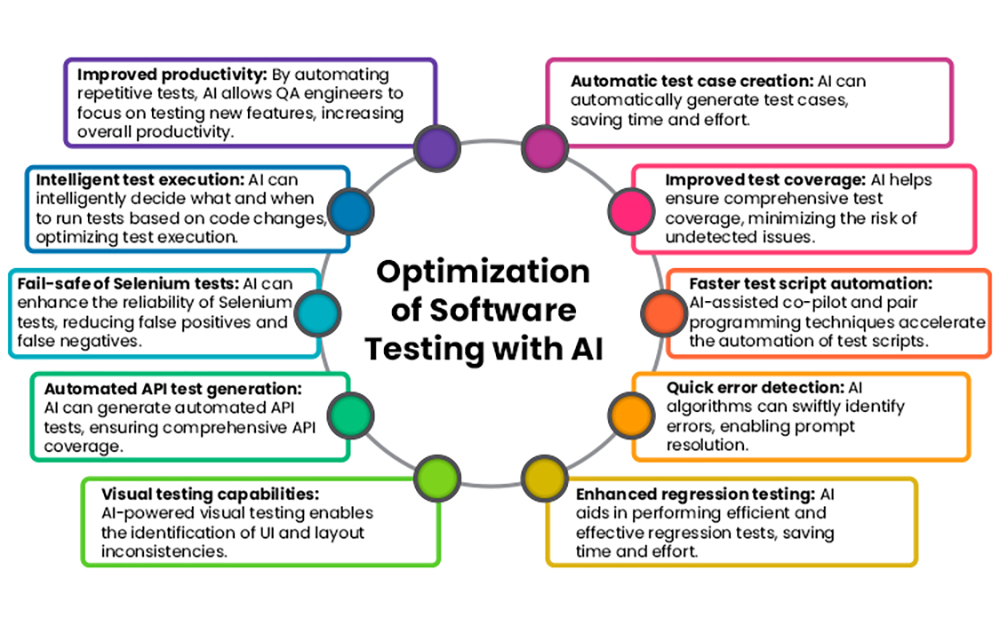 Improved productivity: By automating
repetitive tests, AI allows QA engineers to
focus on testing new features, increasing
overall productivity.
Automatic test case creation: AI can
automatically generate test cases,
saving time and effort.
Intelligent test execution: AI can
intelligently decide what and when
to run tests based on code changes,
optimizing test execution.
Improved test coverage: AI helps
ensure comprehensive test
coverage, minimizing the risk of
undetected issues.
Optimization
of Software
Testing with AI
Fail-safe of Selenium tests: AI can
enhance the reliability of Selenium
tests, reducing false positives and
false negatives.
Faster test script automation:
AI-assisted co-pilot and pair
programming techniques accelerate
the automation of test scripts.
Automated API test generation:
AI can generate automated API
tests, ensuring comprehensive API
coverage.
Quick error detection: AI
algorithms can swiftly identify
errors, enabling prompt
resolution.
Visual testing capabilities:
AI-powered visual testing enables
the identification of UI and layout
inconsistencies.
Enhanced regression testing: AI
aids in performing efficient and
effective regression tests, saving
time and effort.